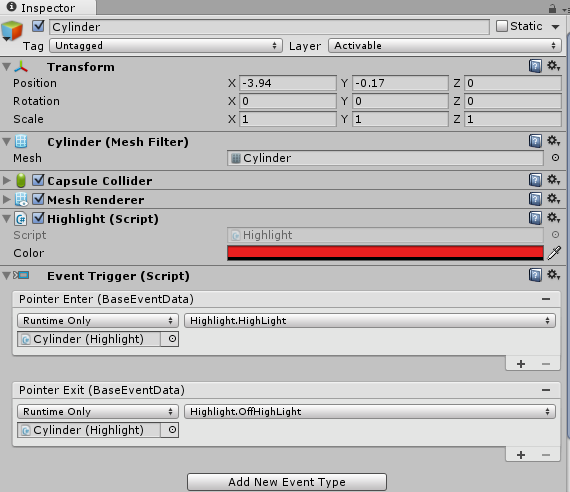 Inspector
Cylinder Static
Tag Untagged Layer Activable
Transform
Position X -3.94 Y -0.17 Z 0
Rotation X 0 Y 0 Z 0
Scale X 1 Y 1 Z 1
Cylinder (Mesh Filter)
Mesh Cylinder
Capsule Collider
Mesh Renderer
Highlight (Script)
Script Highlight
Color
Event Trigger (Script)
Pointer Enter (BaseEventData)
Runtime Only Highlight.HighLight
Cylinder (Highlight)
Pointer Exit (BaseEventData)
Runtime Only Highlight.OffHighLight
Cylinder (Highlight)
Add New Event Type